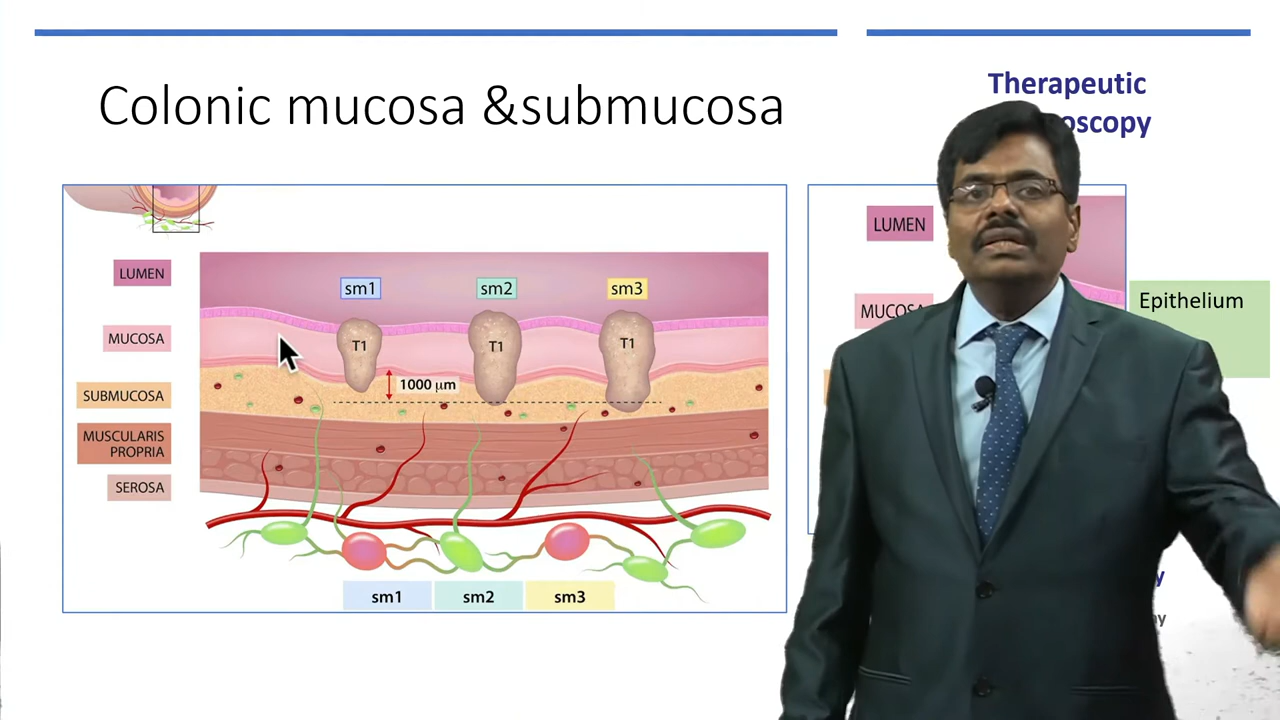 Colonic mucosa &submucosa
Therapeutic
oscopy
LUMEN
MUCOSA
SUBMUCOSA
MUSCULARIS
PROPRIA
SEROSA
sm1
sm2
sm3
T1
T1
T1
1000 µm
sm1
sm2
sm3
LUMEN
MUCOSA
Epithelium